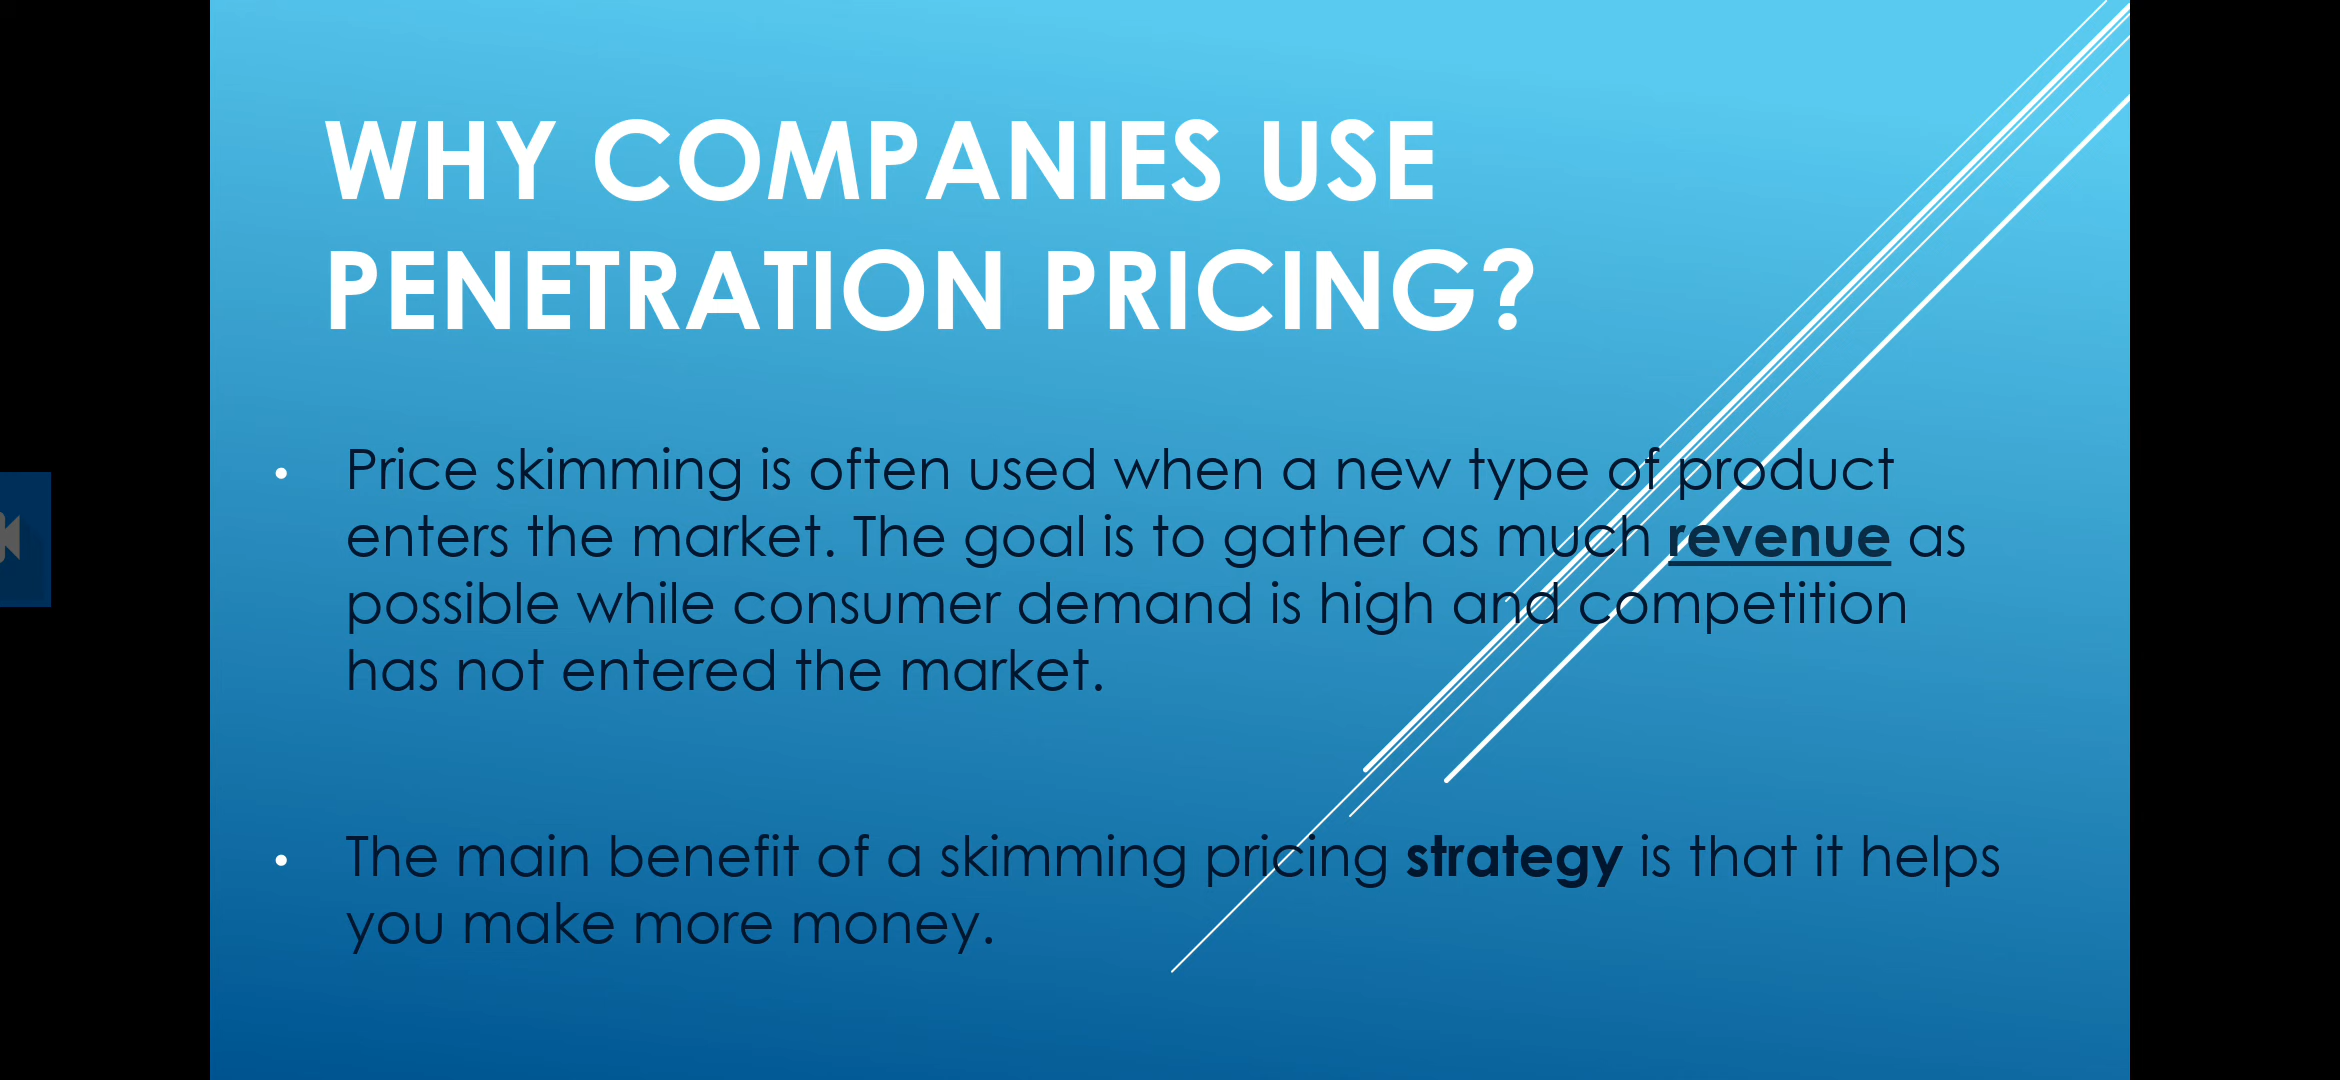 WHY COMPANIES USE
PENETRATION PRICING?
• Price skimming is often used when a new type of product
enters the market. The goal is to gather as much revenue as
possible while consumer demand is high and competition
has not entered the market.
• The main benefit of a skimming pricing strategy is that it helps
you make more money.